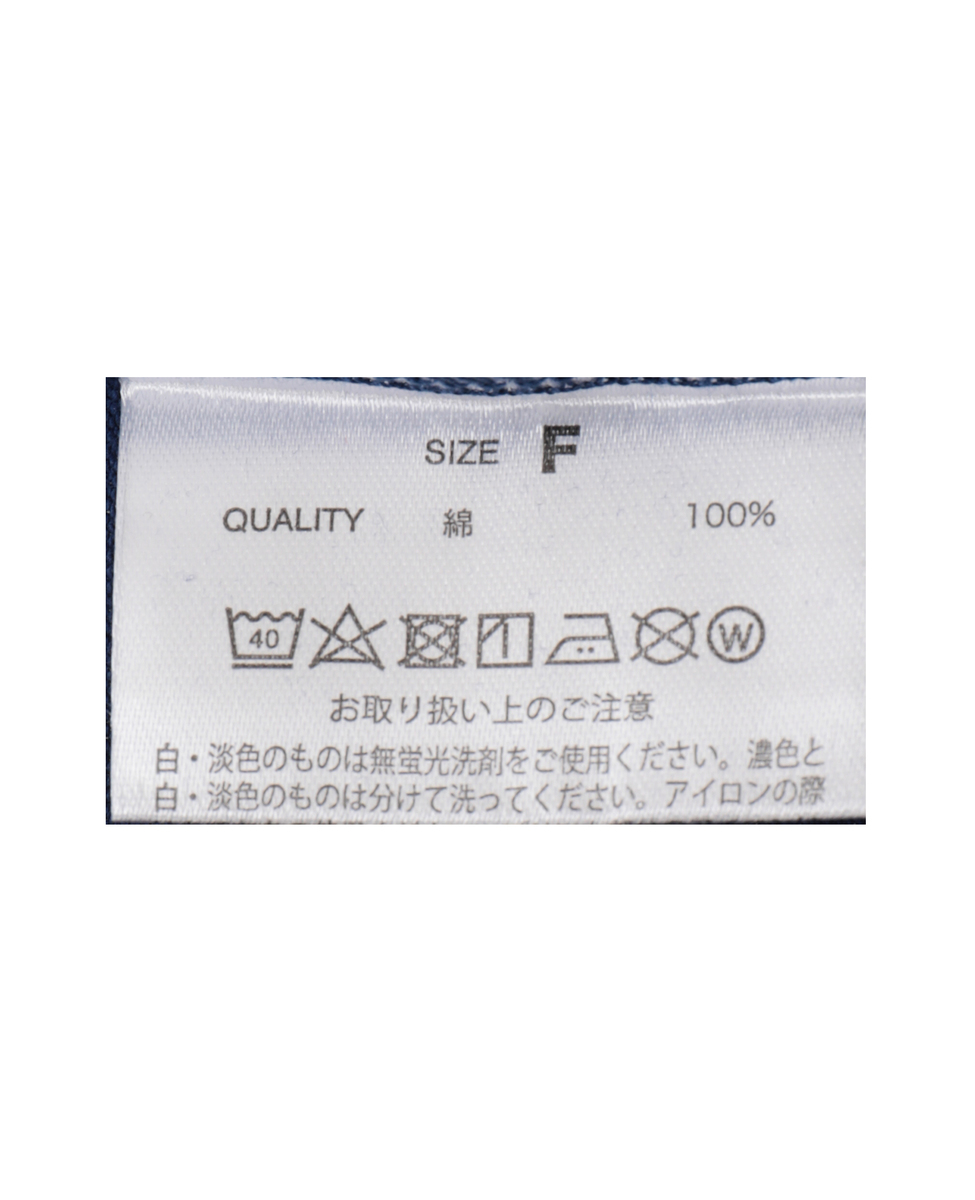 SIZE F
QUALITY 綿 100%
40 W
お取り扱い上のご注意
白・淡色のものは無蛍光洗剤をご使用ください。濃色と
白・淡色のものは分けて洗ってください。アイロンの際